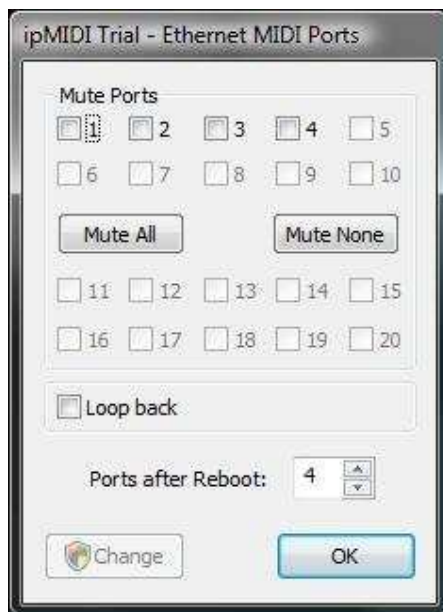 ipMIDI Trial - Ethernet MIDI Ports
Mute Ports
1 2 3 4 5
6 7 8 9 10
Mute All Mute None
11 12 13 14 15
16 17 18 19 20
Loop back
Ports after Reboot: 4
Change OK